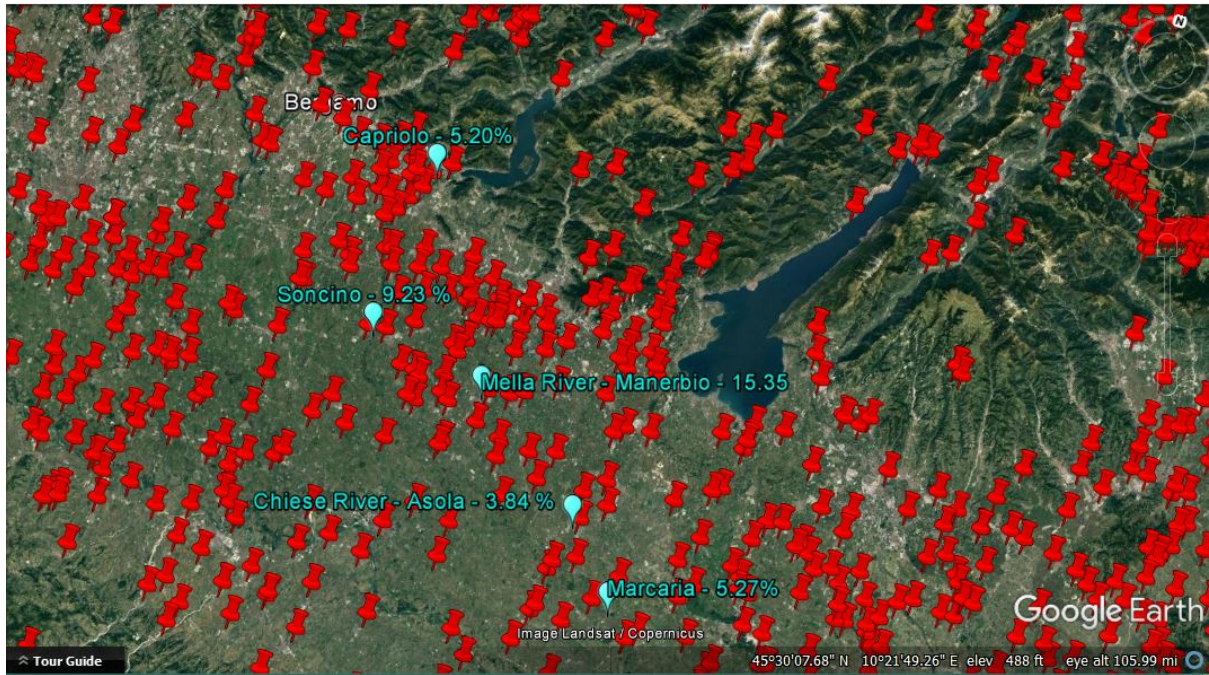 N
Bergamo
Capriolo - 5.20%
Soncino - 9.23 %
Mella River - Manerbio - 15.35
Chiese River - Asola - 3.84 %
Marcaria - 5.27%
Google Earth
Image Landsat / Copernicus
Tour Guide
45°30'07.68" N 10°21'49.26" E elev 488 ft eye alt 105.99 mi